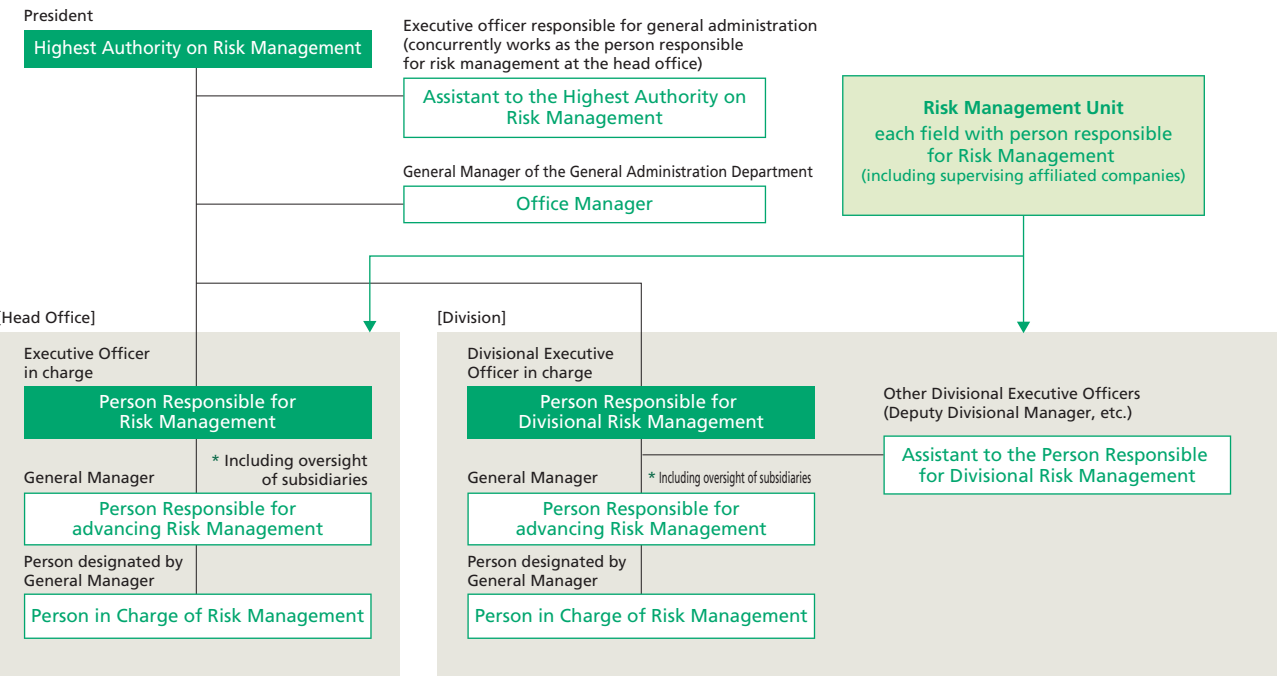 President
Highest Authority on Risk Management
Executive officer responsible for general administration
(concurrently works as the person responsible
for risk management at the head office)
Assistant to the Highest Authority on
Risk Management
General Manager of the General Administration Department
Office Manager
Risk Management Unit
each field with person responsible
for Risk Management
(including supervising affiliated companies)
[Head Office]
Executive Officer
in charge
Person Responsible for
Risk Management
* Including oversight
of subsidiaries
General Manager
Person Responsible for
advancing Risk Management
Person designated by
General Manager
Person in Charge of Risk Management
[Division]
Divisional Executive
Officer in charge
Person Responsible for
Divisional Risk Management
Other Divisional Executive Officers
(Deputy Divisional Manager, etc.)
Assistant to the Person Responsible
for Divisional Risk Management
General Manager
* Including oversight of subsidiaries
Person Responsible for
advancing Risk Management
Person designated by
General Manager
Person in Charge of Risk Management